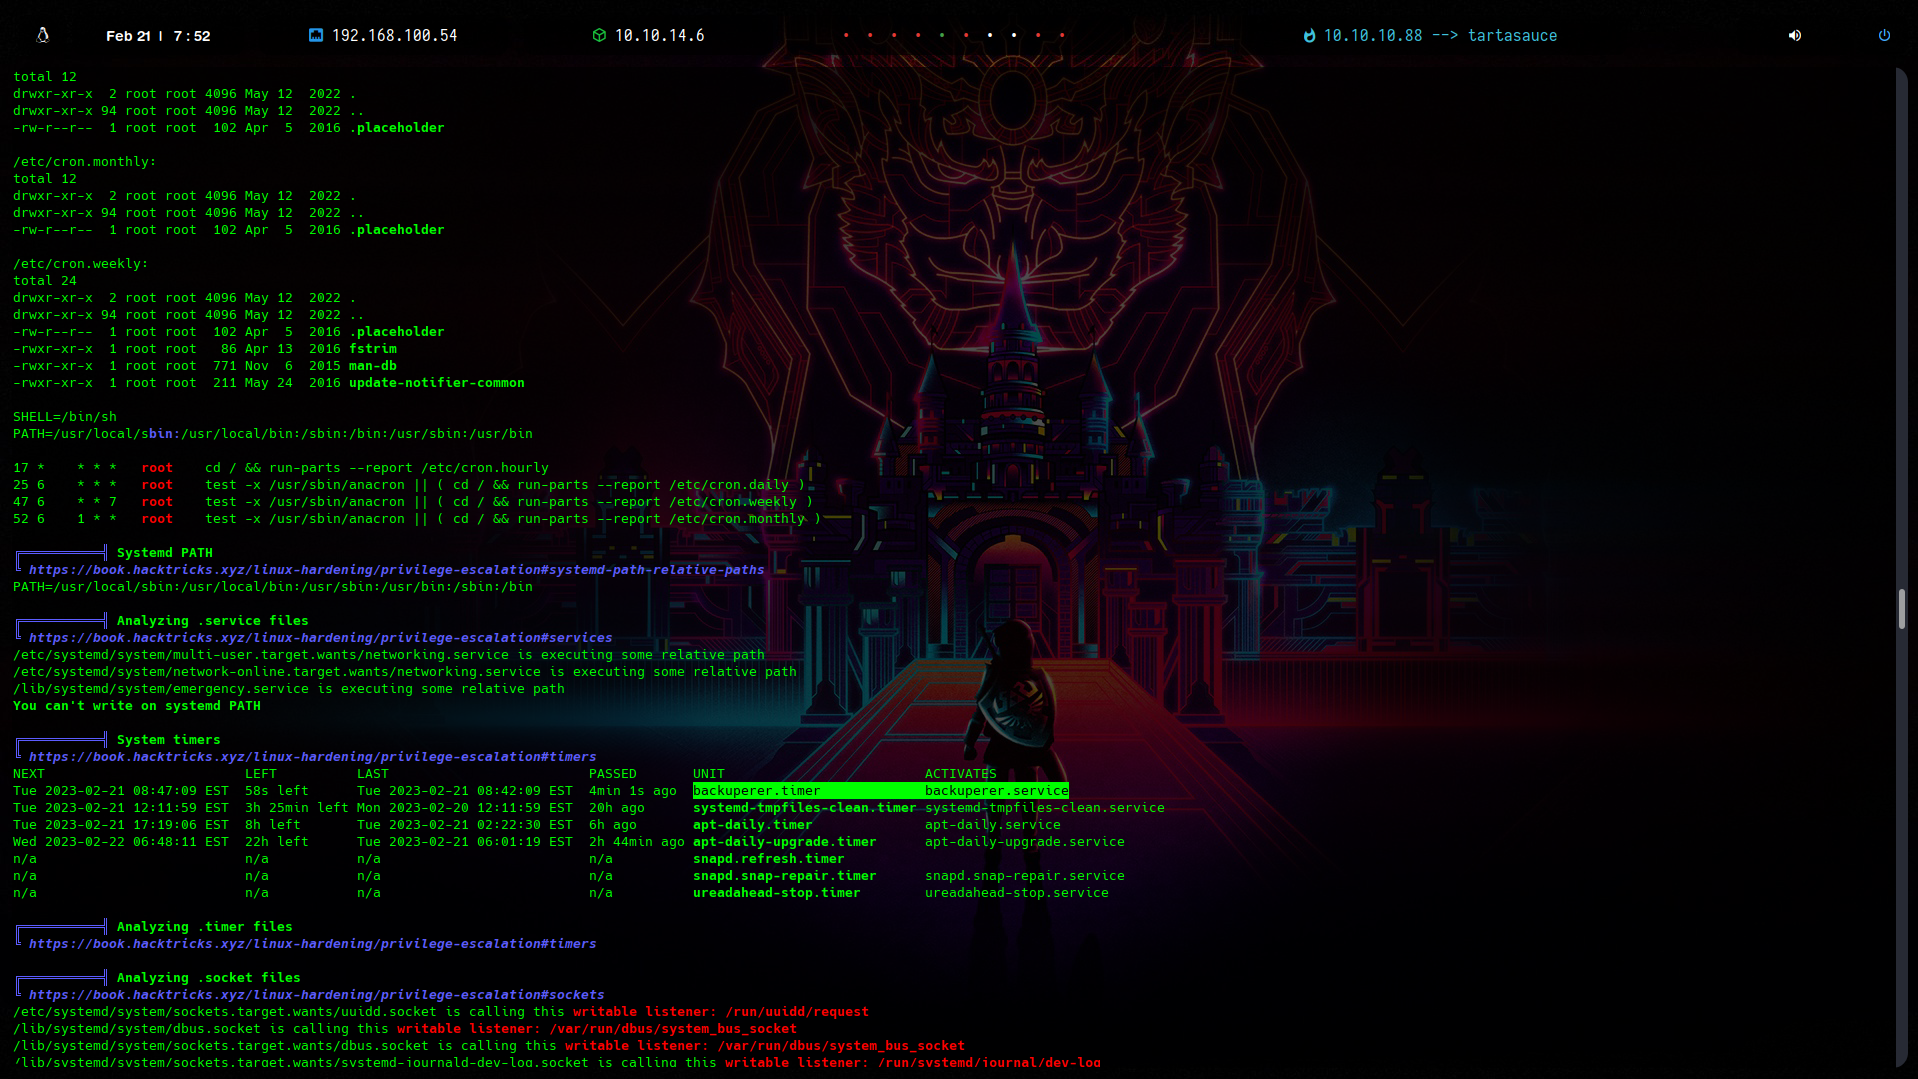 Feb 21 | 7:52 192.168.100.54 10.10.14.6 10.10.10.88 --> tartasauce
total 12
drwxr-xr-x  2 root root 4096 May 12  2022 .
drwxr-xr-x 94 root root 4096 May 12  2022 ..
-rw-r--r--  1 root root  102 Apr  5  2016 .placeholder
/etc/cron.monthly:
total 12
drwxr-xr-x  2 root root 4096 May 12  2022 .
drwxr-xr-x 94 root root 4096 May 12  2022 ..
-rw-r--r--  1 root root  102 Apr  5  2016 .placeholder
/etc/cron.weekly:
total 24
drwxr-xr-x  2 root root 4096 May 12  2022 .
drwxr-xr-x 94 root root 4096 May 12  2022 ..
-rw-r--r--  1 root root  102 Apr  5  2016 .placeholder
-rwxr-xr-x  1 root root   86 Apr 13  2016 fstrim
-rwxr-xr-x  1 root root  771 Nov  6  2015 man-db
-rwxr-xr-x  1 root root  211 May 24  2016 update-notifier-common
SHELL=/bin/sh
PATH=/usr/local/sbin:/usr/local/bin:/sbin:/bin:/usr/sbin:/usr/bin
17 *    * * *   root    cd / && run-parts --report /etc/cron.hourly
25 6    * * *   root    test -x /usr/sbin/anacron || ( cd / && run-parts --report /etc/cron.daily )
47 6    * * 7   root    test -x /usr/sbin/anacron || ( cd / && run-parts --report /etc/cron.weekly )
52 6    1 * *   root    test -x /usr/sbin/anacron || ( cd / && run-parts --report /etc/cron.monthly )
╔══════════╣ Systemd PATH
╚ https://book.hacktricks.xyz/linux-hardening/privilege-escalation#systemd-path-relative-paths
PATH=/usr/local/sbin:/usr/local/bin:/usr/sbin:/usr/bin:/sbin:/bin
╔══════════╣ Analyzing .service files
╚ https://book.hacktricks.xyz/linux-hardening/privilege-escalation#services
/etc/systemd/system/multi-user.target.wants/networking.service is executing some relative path
/etc/systemd/system/network-online.target.wants/networking.service is executing some relative path
/lib/systemd/system/emergency.service is executing some relative path
You can't write on systemd PATH
╔══════════╣ System timers
╚ https://book.hacktricks.xyz/linux-hardening/privilege-escalation#timers
NEXT                         LEFT          LAST                         PASSED       UNIT                         ACTIVATES
Tue 2023-02-21 08:47:09 EST  58s left      Tue 2023-02-21 08:42:09 EST  4min 1s ago  backuperer.timer             backuperer.service
Tue 2023-02-21 12:11:59 EST  3h 25min left Mon 2023-02-20 12:11:59 EST  20h ago      systemd-tmpfiles-clean.timer systemd-tmpfiles-clean.service
Tue 2023-02-21 17:19:06 EST  8h left       Tue 2023-02-21 02:22:30 EST  6h ago       apt-daily.timer              apt-daily.service
Wed 2023-02-22 06:48:11 EST  22h left      Tue 2023-02-21 06:01:19 EST  2h 44min ago apt-daily-upgrade.timer      apt-daily-upgrade.service
n/a                          n/a           n/a                          n/a          snapd.refresh.timer
n/a                          n/a           n/a                          n/a          snapd.snap-repair.timer      snapd.snap-repair.service
n/a                          n/a           n/a                          n/a          ureadahead-stop.timer        ureadahead-stop.service
╔══════════╣ Analyzing .timer files
╚ https://book.hacktricks.xyz/linux-hardening/privilege-escalation#timers
╔══════════╣ Analyzing .socket files
╚ https://book.hacktricks.xyz/linux-hardening/privilege-escalation#sockets
/etc/systemd/system/sockets.target.wants/uuidd.socket is calling this writable listener: /run/uuidd/request
/lib/systemd/system/dbus.socket is calling this writable listener: /var/run/dbus/system_bus_socket
/lib/systemd/system/sockets.target.wants/dbus.socket is calling this writable listener: /var/run/dbus/system_bus_socket
/lib/systemd/system/sockets.target.wants/systemd-journald-dev-log.socket is calling this writable listener: /run/systemd/journal/dev-log